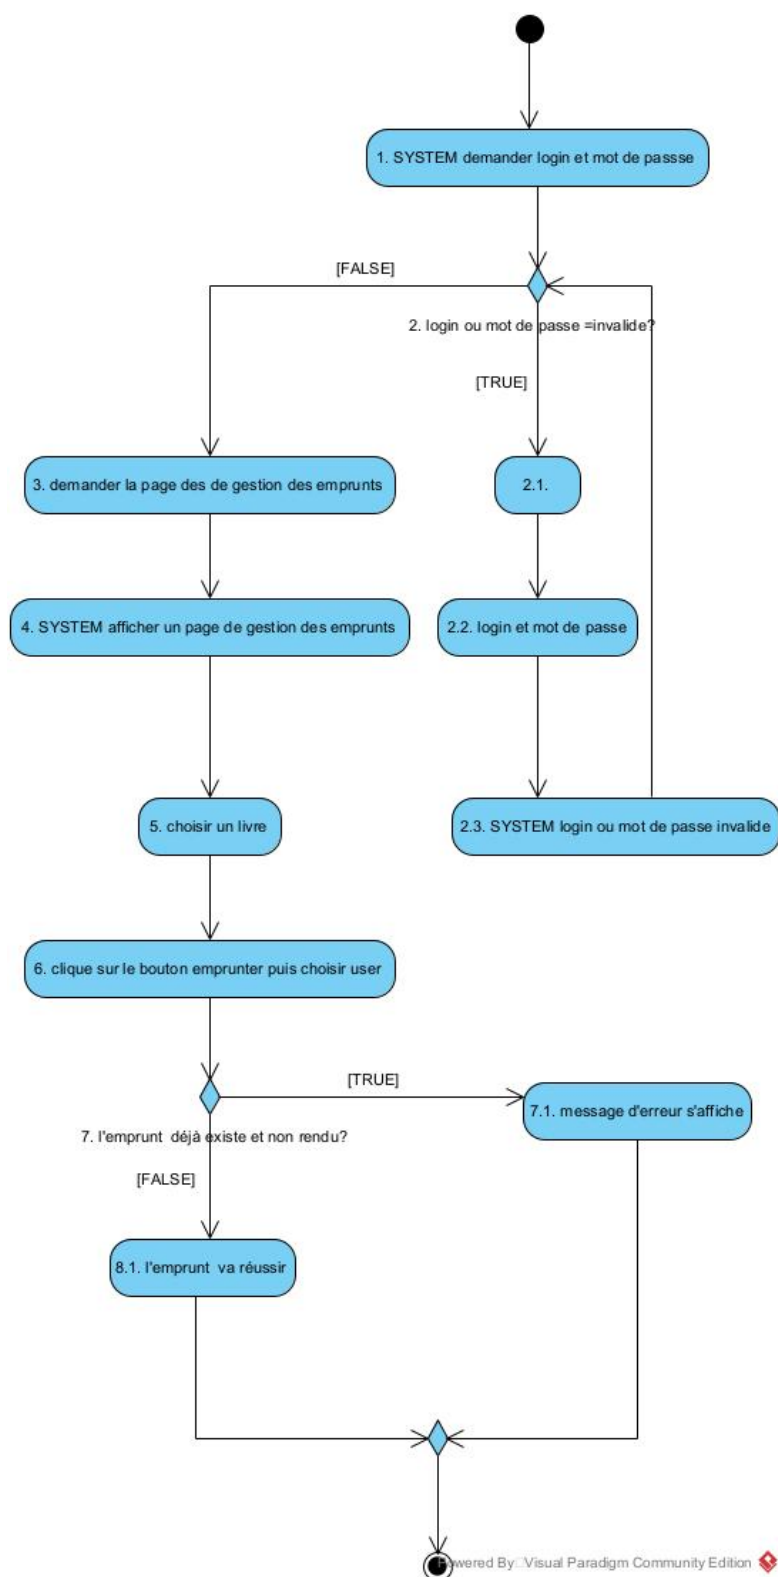 1. SYSTEM demander login et mot de passse
[FALSE]
2. login ou mot de passe =invalide?
[TRUE]
3. demander la page des de gestion des emprunts
2.1.
4. SYSTEM afficher un page de gestion des emprunts
2.2. login et mot de passe
5. choisir un livre
2.3. SYSTEM login ou mot de passe invalide
6. clique sur le bouton emprunter puis choisir user
[TRUE]
7.1. message d'erreur s'affiche
7. l'emprunt déjà existe et non rendu?
[FALSE]
8.1. l'emprunt va réussir
Powered By Visual Paradigm Community Edition